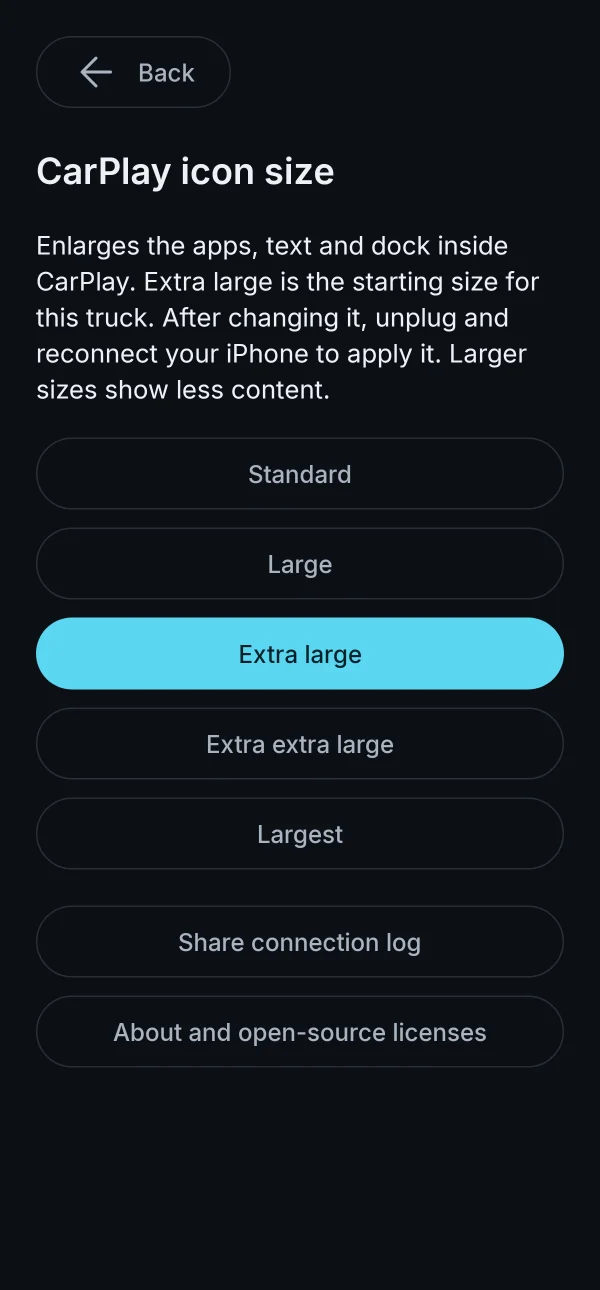 Back
CarPlay icon size
Enlarges the apps, text and dock inside
CarPlay. Extra large is the starting size for
this truck. After changing it, unplug and
reconnect your iPhone to apply it. Larger
sizes show less content.
Standard
Large
Extra large
Extra extra large
Largest
Share connection log
About and open-source licenses